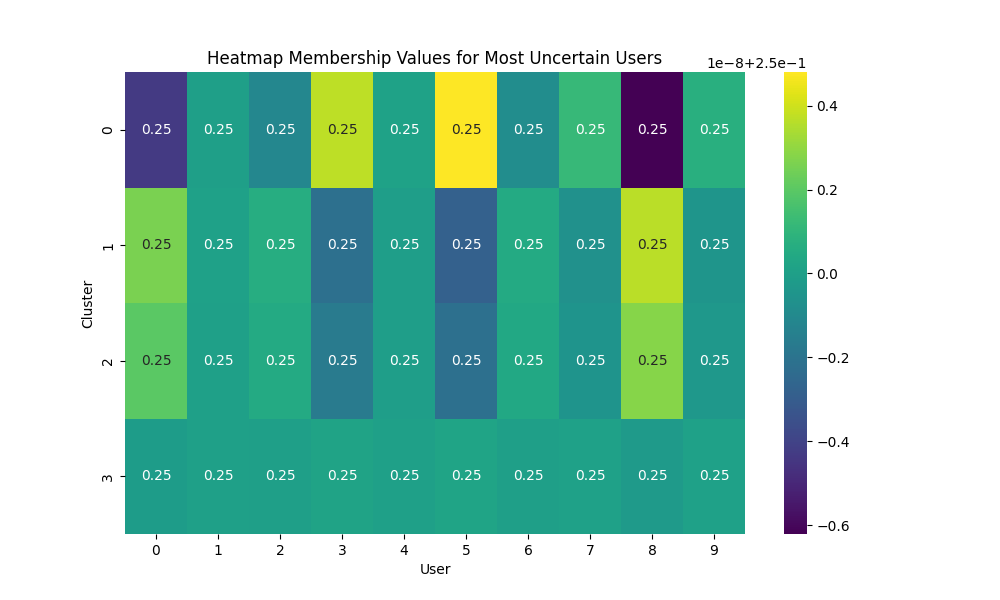 Heatmap Membership Values for Most Uncertain Users
1e−8+2.5e−1
0 0.25 0.25 0.25 0.25 0.25 0.25 0.25 0.25 0.25 0.25
1 0.25 0.25 0.25 0.25 0.25 0.25 0.25 0.25 0.25 0.25
2 0.25 0.25 0.25 0.25 0.25 0.25 0.25 0.25 0.25 0.25
3 0.25 0.25 0.25 0.25 0.25 0.25 0.25 0.25 0.25 0.25
Cluster
0 1 2 3 4 5 6 7 8 9
User
0.4
0.2
0.0
−0.2
−0.4
−0.6